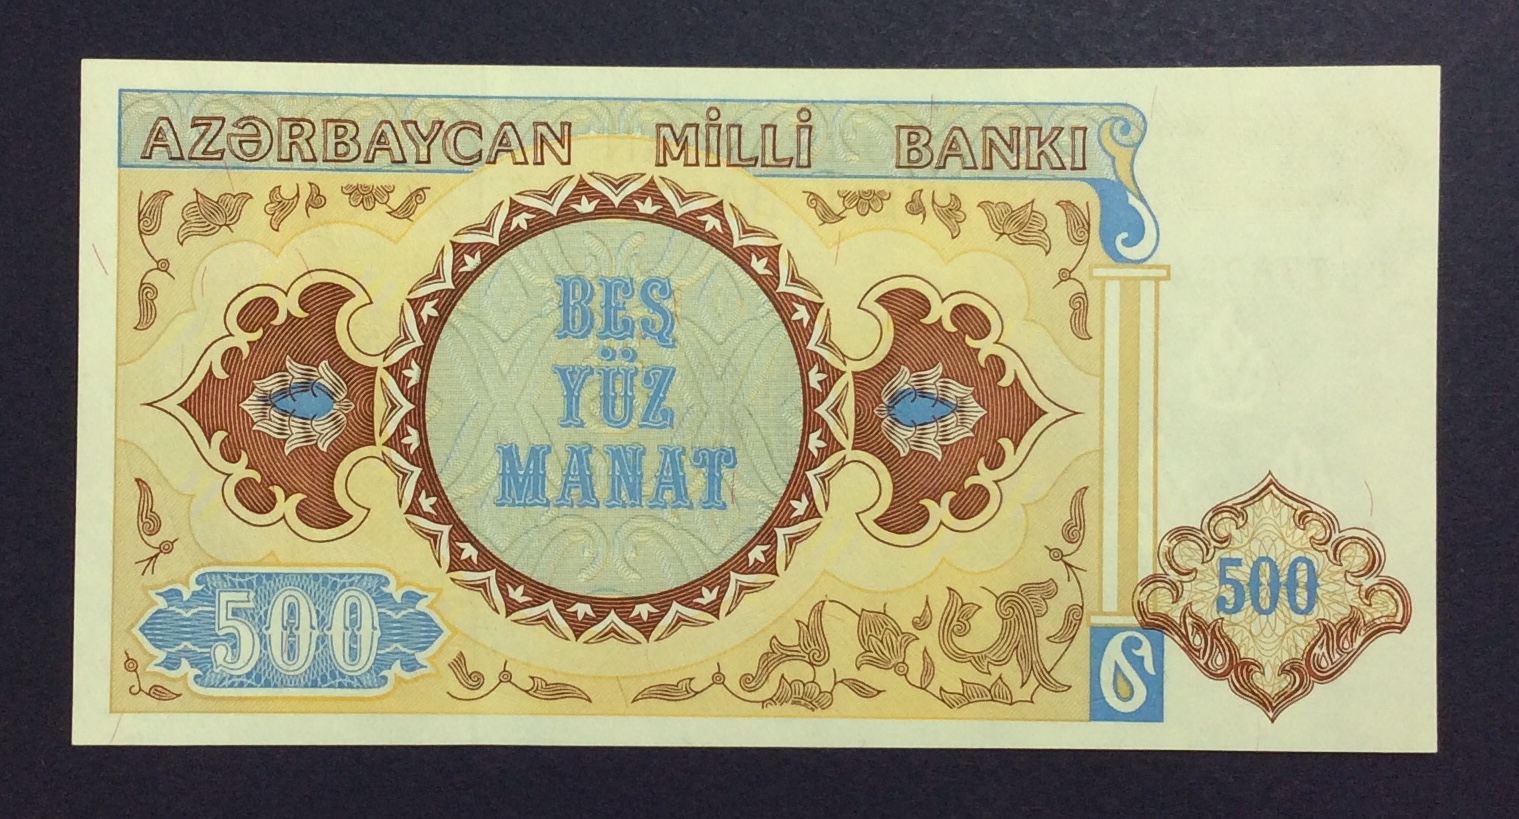 AZƏRBAYCAN MİLLİ BANKI
BEŞ
YÜZ
MANAT
500
500